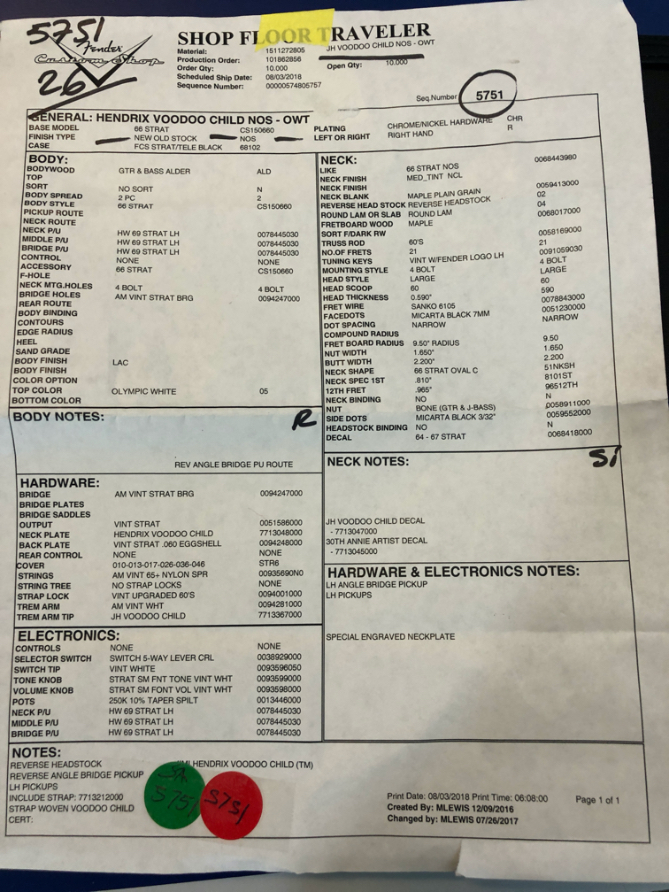 5751
26
Fender
Custom Shop
SHOP FLOOR TRAVELER
Material: 1511272805 JH VOODOO CHILD NOS - OWT
Production Order: 101862856
Order Qty: 10.000 Open Qty: 10.000
Scheduled Ship Date: 08/03/2018
Sequence Number: 00000574805757
Seq.Number 5751
GENERAL: HENDRIX VOODOO CHILD NOS - OWT
BASE MODEL 66 STRAT CS150660 PLATING CHROME/NICKEL HARDWARE CHR
FINISH TYPE NEW OLD STOCK NOS LEFT OR RIGHT RIGHT HAND R
CASE FCS STRAT/TELE BLACK 68102
BODY:
BODYWOOD GTR & BASS ALDER ALD
TOP
SORT NO SORT N
BODY SPREAD 2 PC 2
BODY STYLE 66 STRAT CS150660
PICKUP ROUTE
NECK ROUTE
NECK P/U HW 69 STRAT LH 0078445030
MIDDLE P/U HW 69 STRAT LH 0078445030
BRIDGE P/U HW 69 STRAT LH 0078445030
CONTROL NONE NONE
ACCESSORY 66 STRAT CS150660
F-HOLE
NECK MTG.HOLES 4 BOLT 4 BOLT
BRIDGE HOLES AM VINT STRAT BRG 0094247000
REAR ROUTE
BODY BINDING
CONTOURS
EDGE RADIUS
HEEL
SAND GRADE
BODY FINISH LAC
BODY FINISH
COLOR OPTION
TOP COLOR OLYMPIC WHITE 05
BOTTOM COLOR
NECK:
LIKE 66 STRAT NOS 0068443980
NECK FINISH MED_TINT NCL
NECK FINISH 0059413000
NECK BLANK MAPLE PLAIN GRAIN 02
REVERSE HEAD STOCK REVERSE HEADSTOCK 04
ROUND LAM OR SLAB ROUND LAM 0068017000
FRETBOARD WOOD MAPLE
SORT F/DARK RW 0058169000
TRUSS ROD 60'S 21
NO.OF FRETS 21 0091059030
TUNING KEYS VINT W/FENDER LOGO LH 4 BOLT
MOUNTING STYLE 4 BOLT LARGE
HEAD STYLE LARGE 60
HEAD SCOOP 60 590
HEAD THICKNESS 0.590" 0078843000
FRET WIRE SANKO 6105 0051230000
FACEDOTS MICARTA BLACK 7MM NARROW
DOT SPACING NARROW
COMPOUND RADIUS 9.50
FRET BOARD RADIUS 9.50" RADIUS 1.650
NUT WIDTH 1.650" 2.200
BUTT WIDTH 2.200" 51NKSH
NECK SHAPE 66 STRAT OVAL C 8101ST
NECK SPEC 1ST .810" 96512TH
12TH FRET .965" N
NECK BINDING NO 0058911000
NUT BONE (GTR & J-BASS) 0059552000
SIDE DOTS MICARTA BLACK 3/32" N
HEADSTOCK BINDING NO 0068418000
DECAL 64 - 67 STRAT
BODY NOTES: R
REV ANGLE BRIDGE PU ROUTE
NECK NOTES:
JH VOODOO CHILD DECAL
- 7713047000
30TH ANNIE ARTIST DECAL
- 7713045000
HARDWARE:
BRIDGE AM VINT STRAT BRG 0094247000
BRIDGE PLATES
BRIDGE SADDLES
OUTPUT VINT STRAT 0051586000
NECK PLATE HENDRIX VOODOO CHILD 7713048000
BACK PLATE VINT STRAT .060 EGGSHELL 0094248000
REAR CONTROL NONE NONE
COVER 010-013-017-026-036-046 STR6
STRINGS AM VINT 65+ NYLON SPR 00935690N0
STRING TREE NO STRAP LOCKS NONE
STRAP LOCK VINT UPGRADED 60'S 0094001000
TREM ARM AM VINT WHT 0094281000
TREM ARM TIP JH VOODOO CHILD 7713367000
HARDWARE & ELECTRONICS NOTES:
LH ANGLE BRIDGE PICKUP
LH PICKUPS
SPECIAL ENGRAVED NECKPLATE
ELECTRONICS:
CONTROLS NONE NONE
SELECTOR SWITCH SWITCH 5-WAY LEVER CRL 0038929000
SWITCH TIP VINT WHITE 0093596050
TONE KNOB STRAT SM FNT TONE VINT WHT 0093599000
VOLUME KNOB STRAT SM FONT VOL VINT WHT 0093598000
POTS 250K 10% TAPER SPILT 0013446000
NECK P/U HW 69 STRAT LH 0078445030
MIDDLE P/U HW 69 STRAT LH 0078445030
BRIDGE P/U HW 69 STRAT LH 0078445030
NOTES:
REVERSE HEADSTOCK HENDRIX VOODOO CHILD (TM)
REVERSE ANGLE BRIDGE PICKUP
LH PICKUPS
INCLUDE STRAP: 7713212000
STRAP WOVEN VOODOO CHILD
CERT:
5751
5751
Print Date: 08/03/2018 Print Time: 06:08:00 Page 1 of 1
Created By: MLEWIS 12/09/2016
Changed by: MLEWIS 07/26/2017